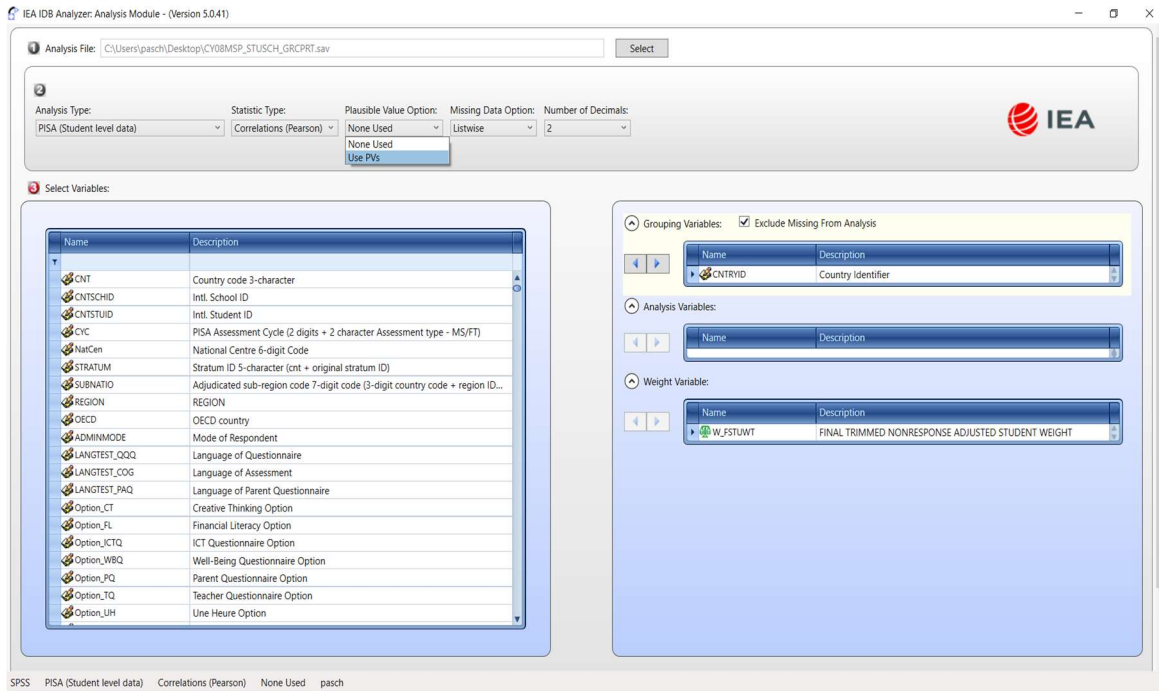 IEA IDB Analyzer: Analysis Module - (Version 5.0.41)
1 Analysis File: C:\Users\pasch\Desktop\CY08MSP_STUSCH_GRCPRT.sav Select
2
Analysis Type: Statistic Type: Plausible Value Option: Missing Data Option: Number of Decimals:
PISA (Student level data) Correlations (Pearson) None Used Listwise 2
None Used
Use PVs
IEA
3 Select Variables:
Name Description
CNT Country code 3-character
CNTSCHID Intl. School ID
CNTSTUID Intl. Student ID
CYC PISA Assessment Cycle (2 digits + 2 character Assessment type - MS/FT)
NatCen National Centre 6-digit Code
STRATUM Stratum ID 5-character (cnt + original stratum ID)
SUBNATIO Adjudicated sub-region code 7-digit code (3-digit country code + region ID...
REGION REGION
OECD OECD country
ADMINMODE Mode of Respondent
LANGTEST_QQQ Language of Questionnaire
LANGTEST_COG Language of Assessment
LANGTEST_PAQ Language of Parent Questionnaire
Option_CT Creative Thinking Option
Option_FL Financial Literacy Option
Option_ICTQ ICT Questionnaire Option
Option_WBQ Well-Being Questionnaire Option
Option_PQ Parent Questionnaire Option
Option_TQ Teacher Questionnaire Option
Option_UH Une Heure Option
Grouping Variables: Exclude Missing From Analysis
Name Description
CNTRYID Country Identifier
Analysis Variables:
Name Description
Weight Variable:
Name Description
W_FSTUWT FINAL TRIMMED NONRESPONSE ADJUSTED STUDENT WEIGHT
SPSS PISA (Student level data) Correlations (Pearson) None Used pasch